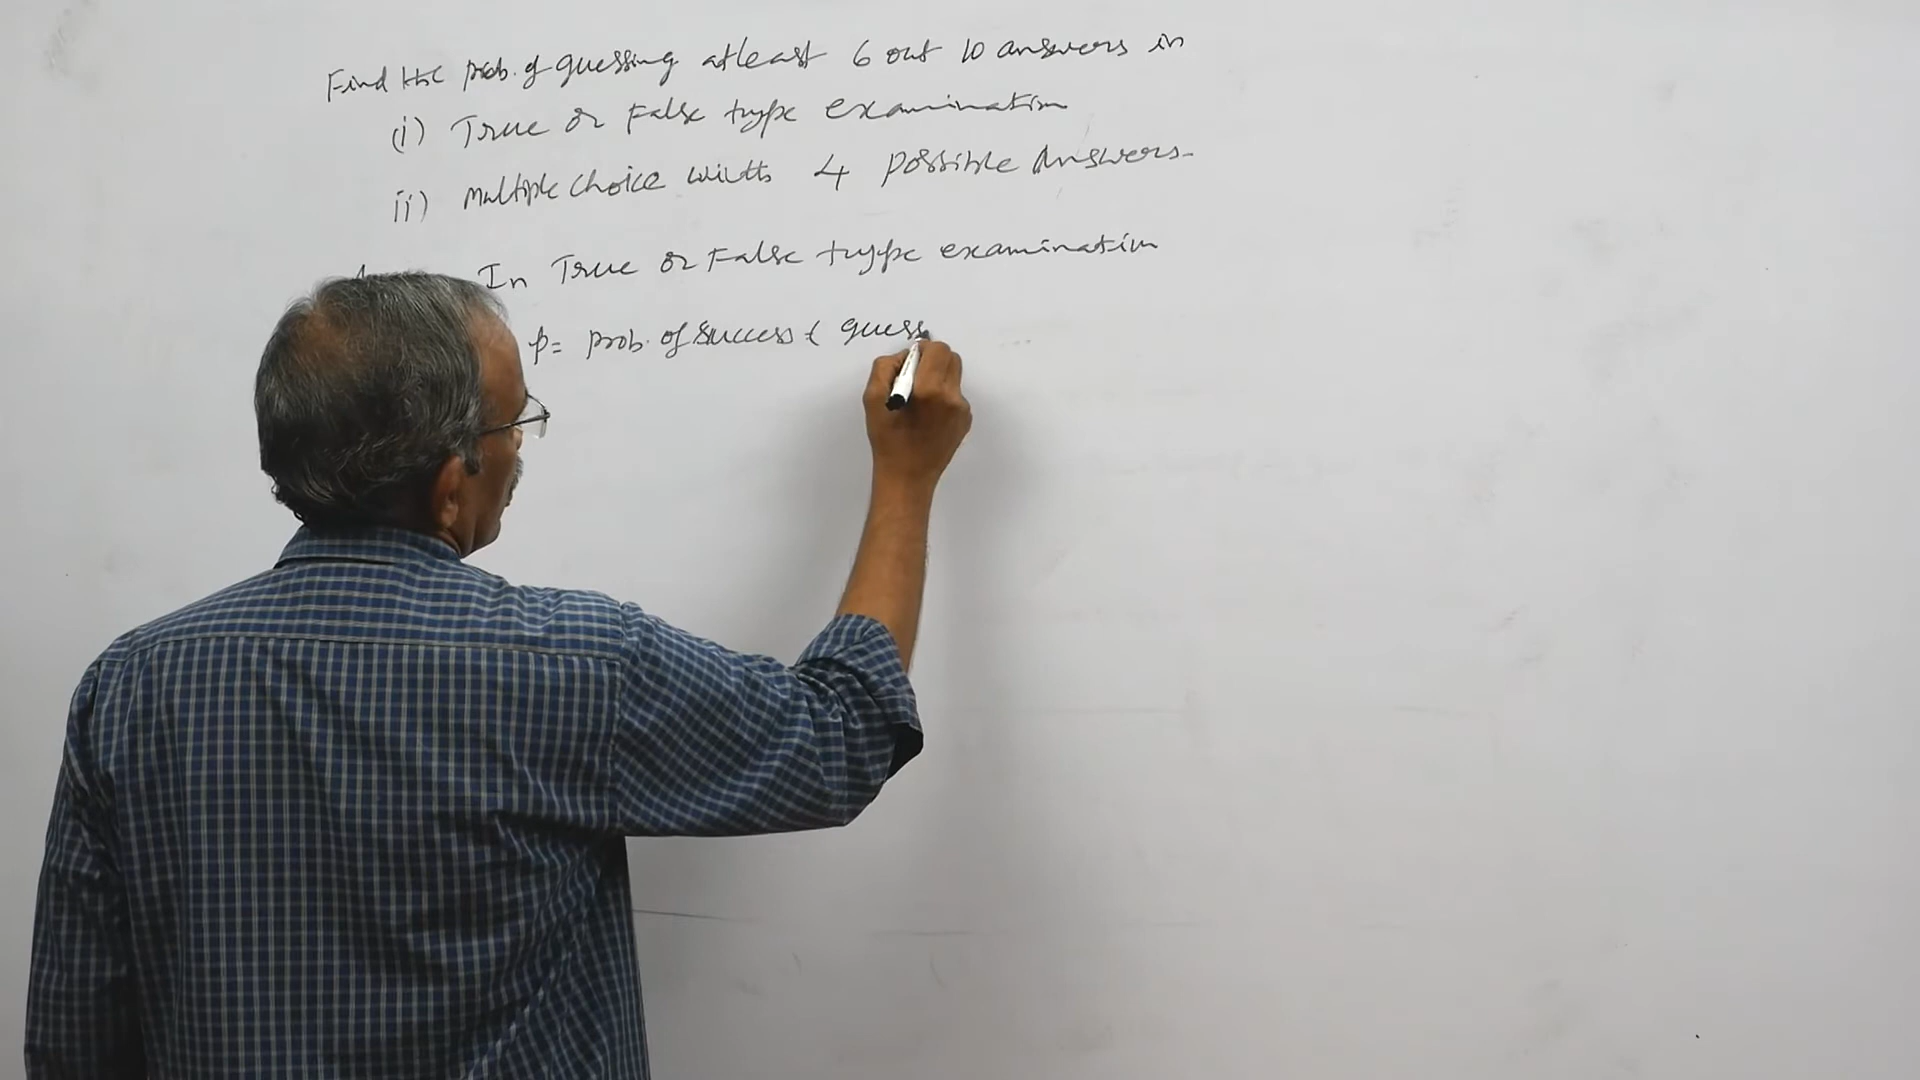 Find the prob. of guessing atleast 6 out 10 answers in
(i) True or False type examination
ii) Multiple choice with 4 possible Answers.
In True or False type examination
p = prob. of success ( guess